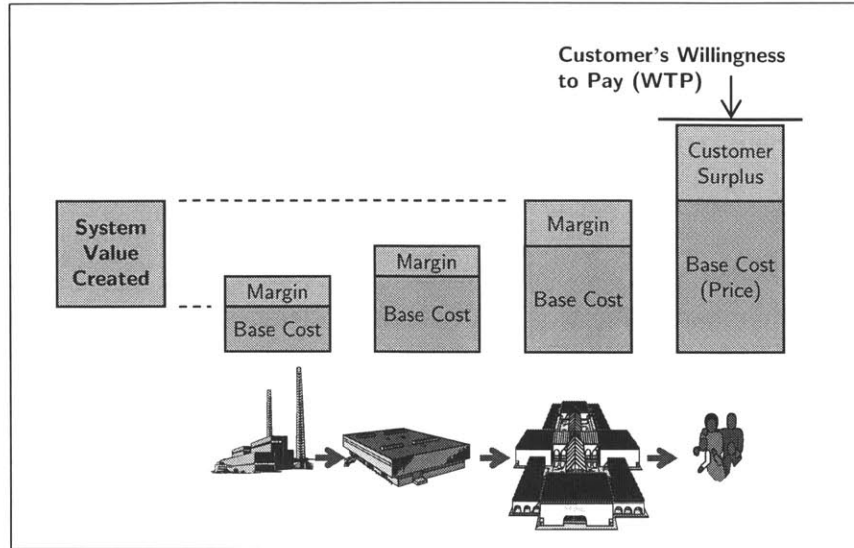 Customer's Willingness
to Pay (WTP)
Customer
Surplus
System
Value
Created
Margin
Margin
Margin
Base Cost
Base Cost
Base Cost
Base Cost
(Price)